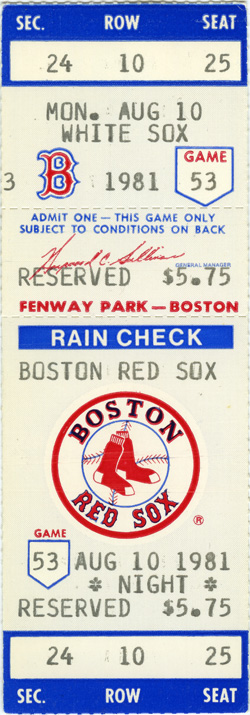 SEC. ROW SEAT
24 10 25
MON. AUG 10
WHITE SOX
GAME
3 B 1981 53
ADMIT ONE — THIS GAME ONLY
SUBJECT TO CONDITIONS ON BACK
Haywood C. Sullivan
GENERAL MANAGER
RESERVED $5.75
FENWAY PARK — BOSTON
RAIN CHECK
BOSTON RED SOX
BOSTON
RED SOX
®
GAME
53 AUG 10 1981
* NIGHT *
RESERVED $5.75
24 10 25
SEC. ROW SEAT